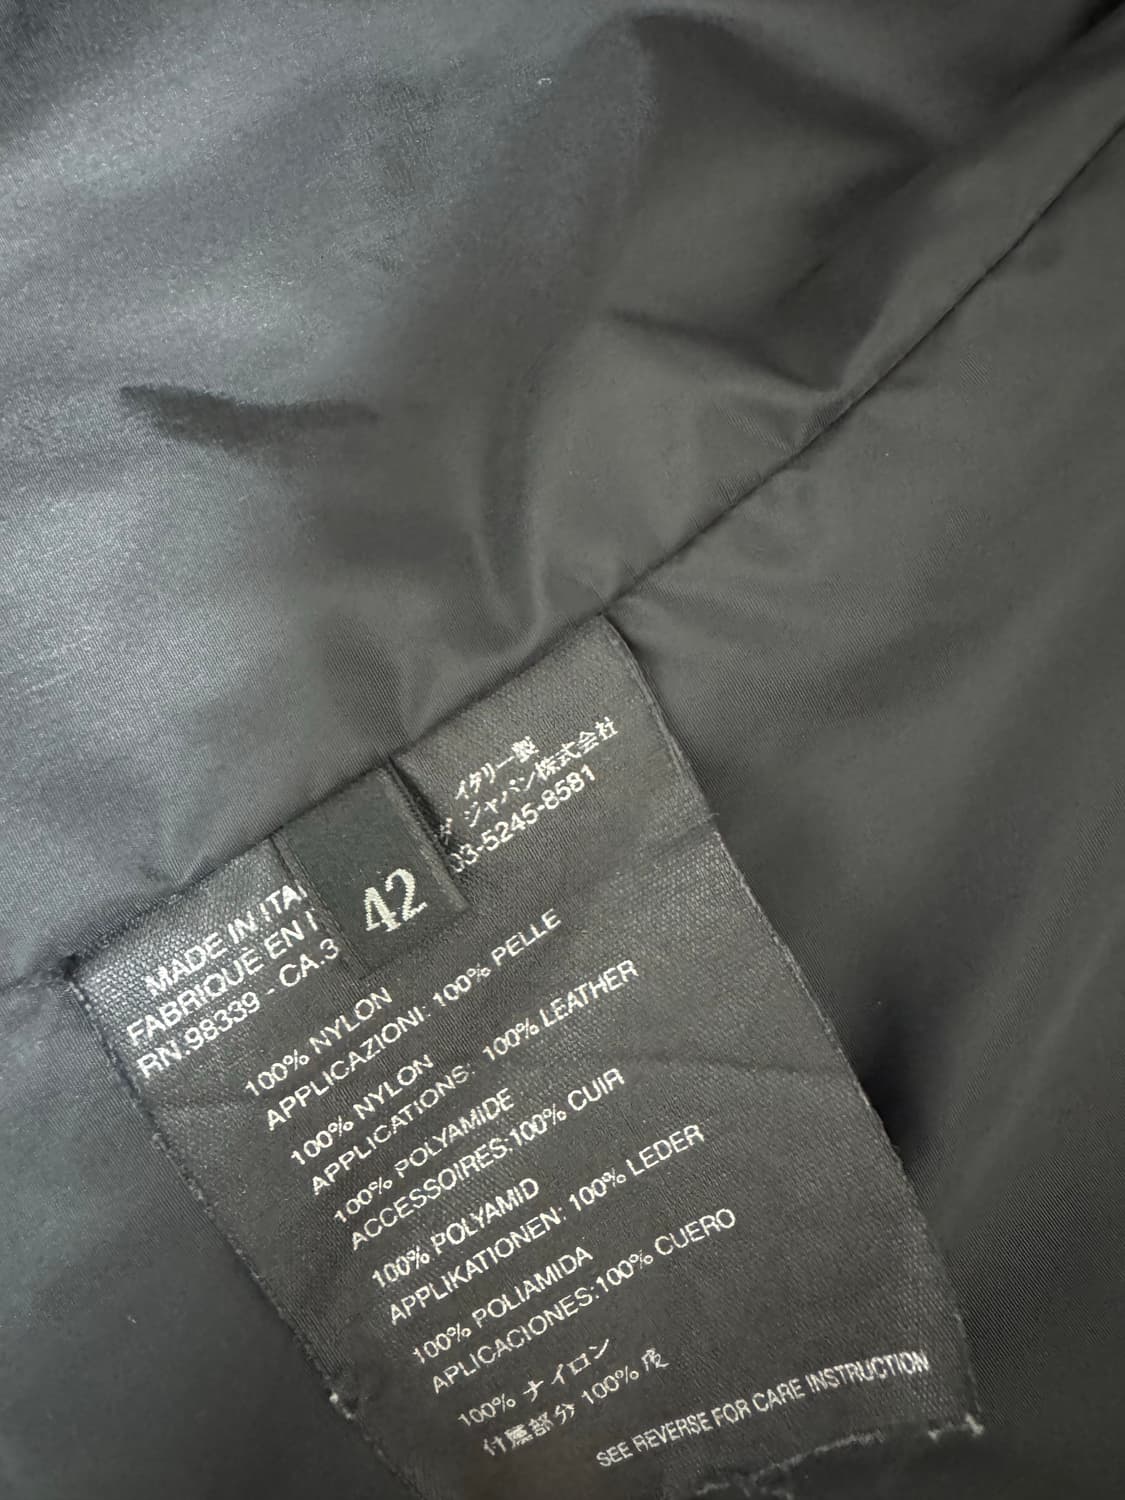 イタリー製
ジャパン株式会社
03-5245-8581
42
MADE IN ITA
FABRIQUE EN I
RN.98339 - CA.3
100% NYLON
APPLICAZIONI: 100% PELLE
100% NYLON
APPLICATIONS: 100% LEATHER
100% POLYAMIDE
ACCESSOIRES:100% CUIR
100% POLYAMID
APPLIKATIONEN: 100% LEDER
100% POLIAMIDA
APLICACIONES:100% CUERO
100% ナイロン
付属部分 100% 皮
SEE REVERSE FOR CARE INSTRUCTION